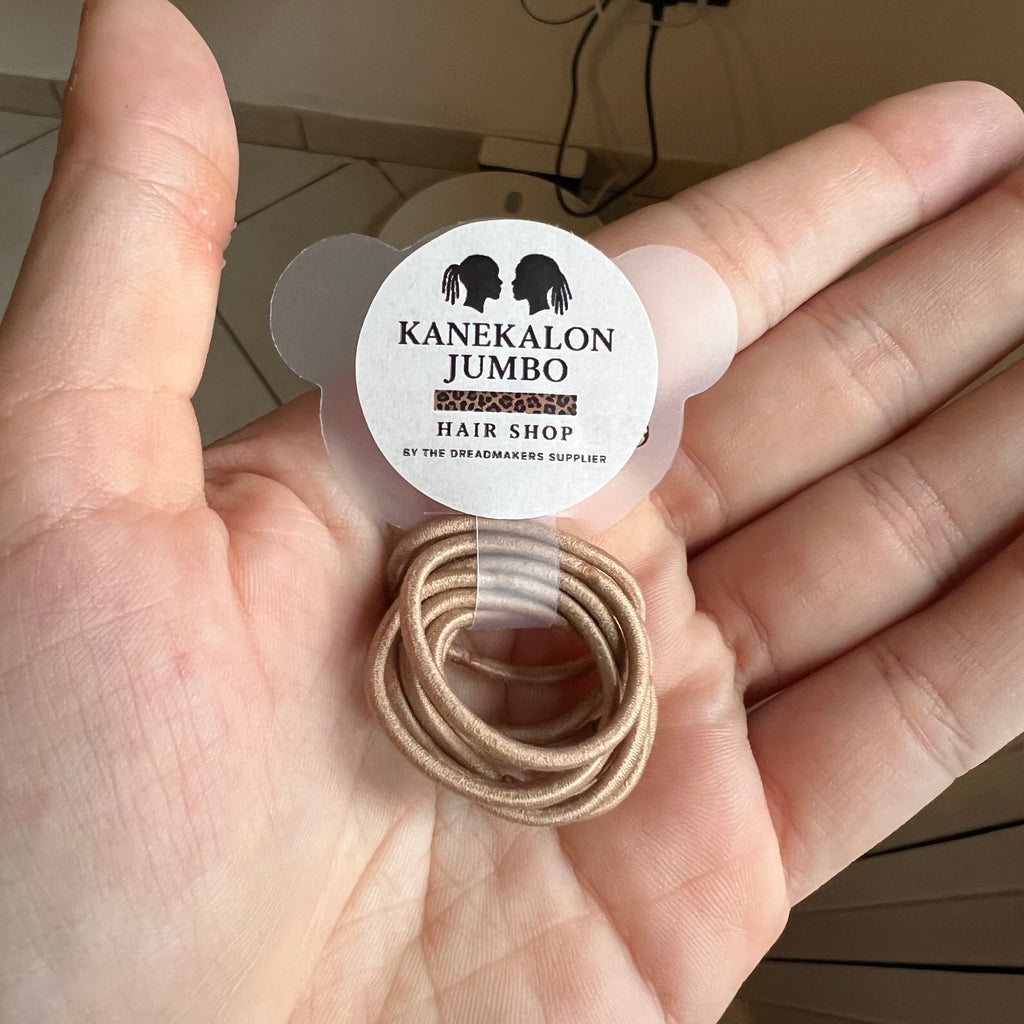 KANEKALON
JUMBO
HAIR SHOP
BY THE DREADMAKERS SUPPLIER